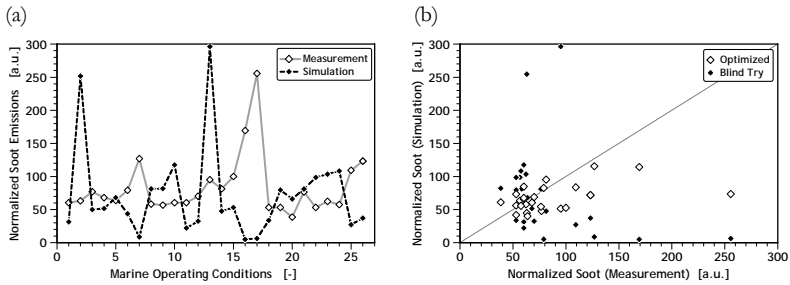 (a)
(b)
Normalized Soot Emissions [a.u.]
300
250
200
150
100
50
0
Measurement
Simulation
0 5 10 15 20 25
Marine Operating Conditions [-]
Normalized Soot (Simulation) [a.u.]
300
250
200
150
100
50
0
Optimized
Blind Try
0 50 100 150 200 250 300
Normalized Soot (Measurement) [a.u.]